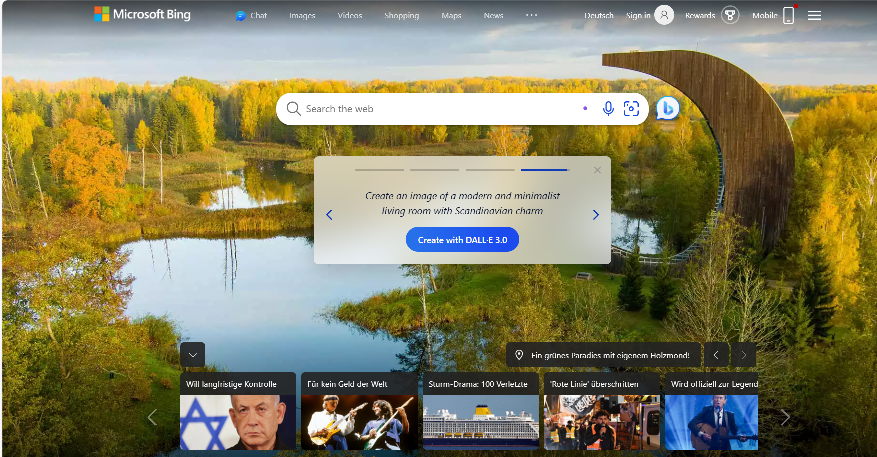 Microsoft Bing
Chat
Images
Videos
Shopping
Maps
News
Deutsch
Sign in
Rewards
Mobile
Search the web
Create an image of a modern and minimalist
living room with Scandinavian charm
Create with DALL·E 3.0
Ein grünes Paradies mit eigenem Holzmond!
Will langfristige Kontrolle
Für kein Geld der Welt
Sturm-Drama: 100 Verletzte
'Rote Linie' überschritten
Wird offiziell zur Legend